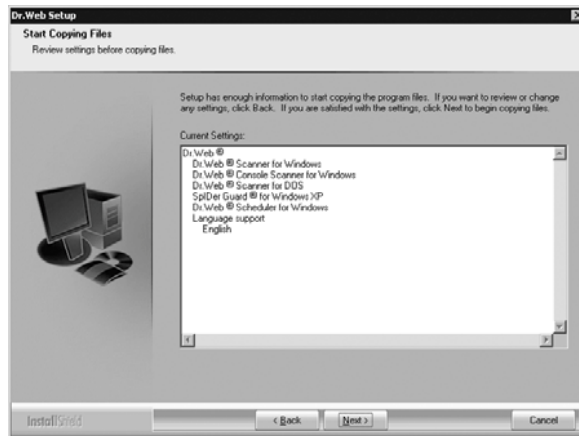 Dr.Web Setup
Start Copying Files
Review settings before copying files.
Setup has enough information to start copying the program files. If you want to review or change
any settings, click Back. If you are satisfied with the settings, click Next to begin copying files.
Current Settings:
Dr.Web ®
Dr.Web ® Scanner for Windows
Dr.Web ® Console Scanner for Windows
Dr.Web ® Scanner for DOS
SpIDer Guard ® for Windows XP
Dr.Web ® Scheduler for Windows
Language support
English
InstallShield
< Back
Next >
Cancel